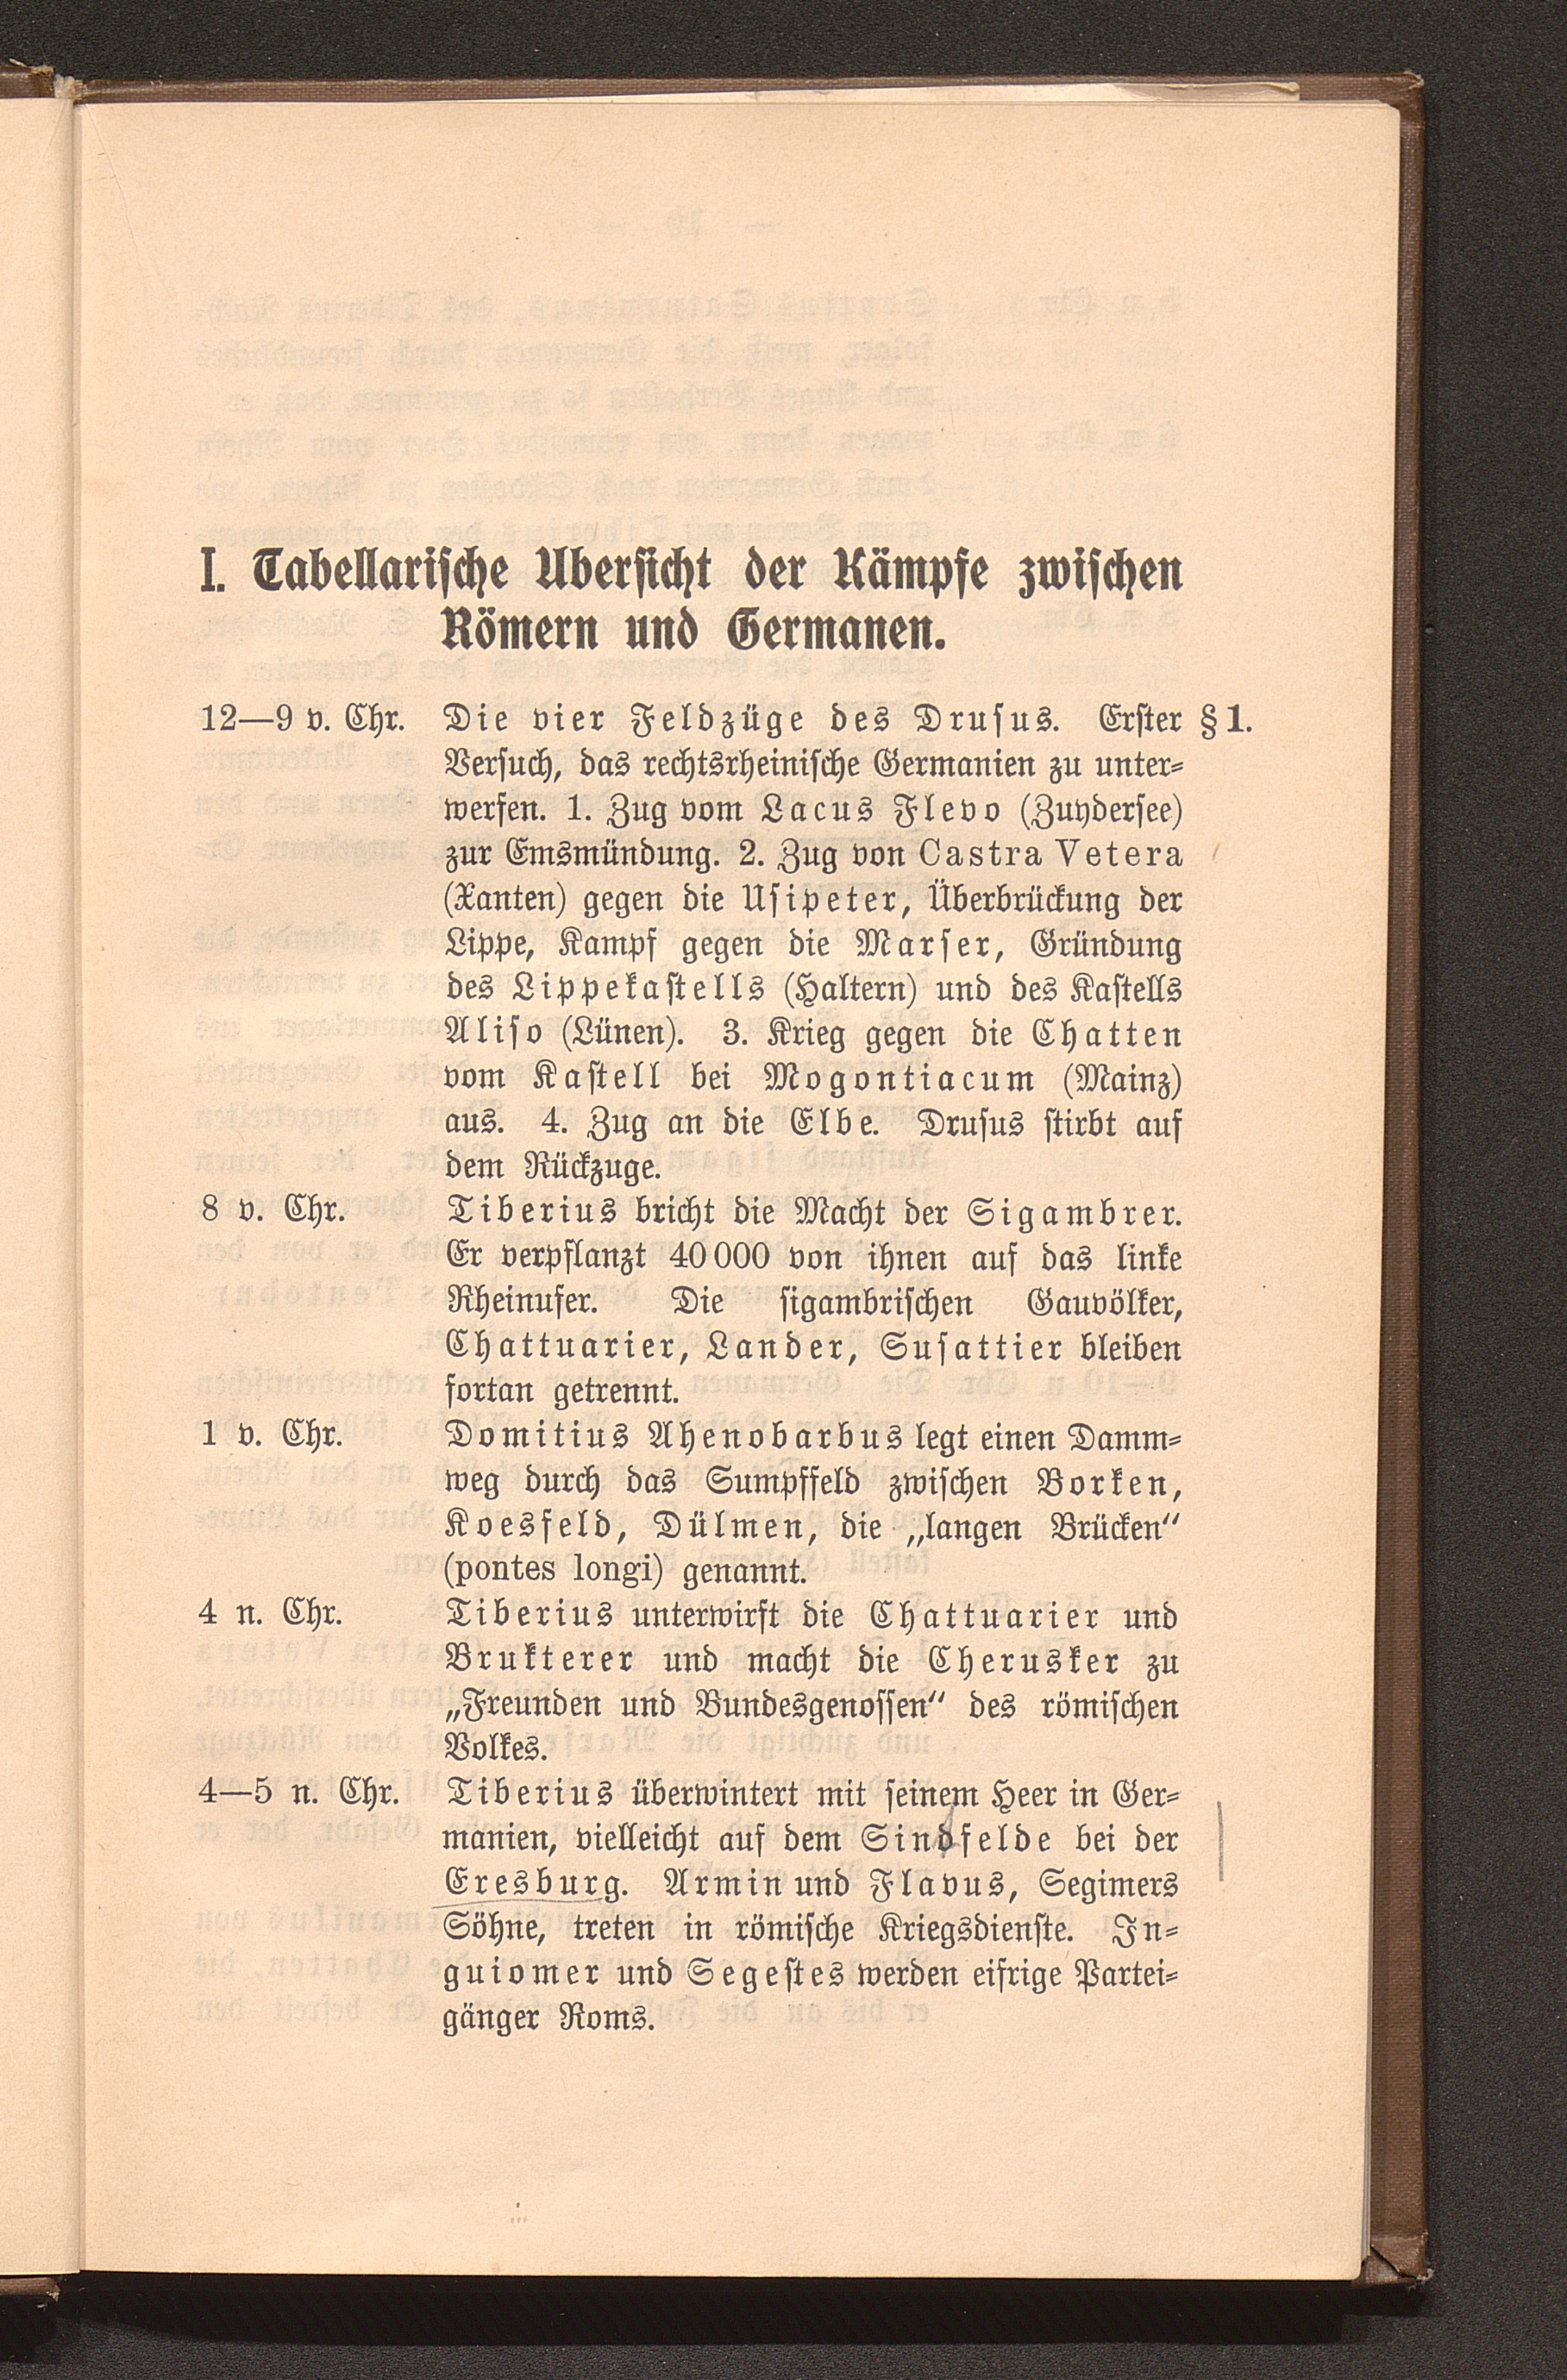 I. Tabellarische Übersicht der Kämpfe zwischen
Römern und Germanen.
12—9 v. Chr. Die vier Feldzüge des Drusus. Erster § 1.
Versuch, das rechtsrheinische Germanien zu unter-
werfen. 1. Zug vom Lacus Flevo (Zuydersee)
zur Emsmündung. 2. Zug von Castra Vetera
(Xanten) gegen die Usipeter, Überbrückung der
Lippe, Kampf gegen die Marser, Gründung
des Lippekastells (Haltern) und des Kastells
Aliso (Lünen). 3. Krieg gegen die Chatten
vom Kastell bei Mogontiacum (Mainz)
aus. 4. Zug an die Elbe. Drusus stirbt auf
dem Rückzuge.
8 v. Chr. Tiberius bricht die Macht der Sigambrer.
Er verpflanzt 40 000 von ihnen auf das linke
Rheinufer. Die sigambrischen Gauvölker,
Chattuarier, Lander, Susattier bleiben
fortan getrennt.
1 v. Chr. Domitius Ahenobarbus legt einen Damm-
weg durch das Sumpffeld zwischen Borken,
Koesfeld, Dülmen, die „langen Brücken“
(pontes longi) genannt.
4 n. Chr. Tiberius unterwirft die Chattuarier und
Brukterer und macht die Cherusker zu
„Freunden und Bundesgenossen“ des römischen
Volkes.
4—5 n. Chr. Tiberius überwintert mit seinem Heer in Ger-
manien, vielleicht auf dem Sindfelde bei der
Eresburg. Armin und Flavus, Segimers
Söhne, treten in römische Kriegsdienste. In-
guiomer und Segestes werden eifrige Partei-
gänger Roms.